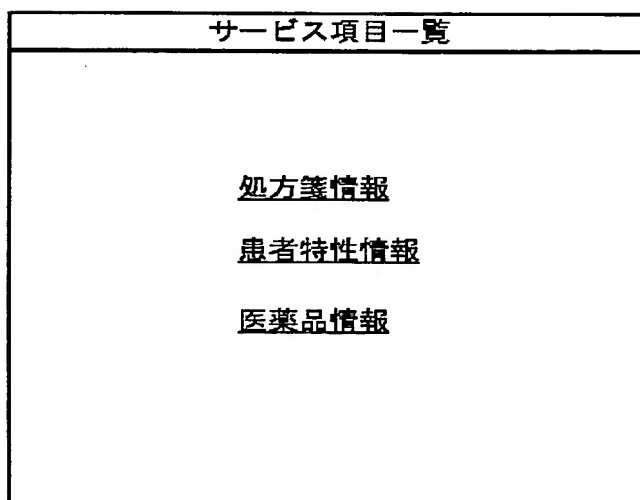 サービス項目一覧
処方箋情報
患者特性情報
医薬品情報